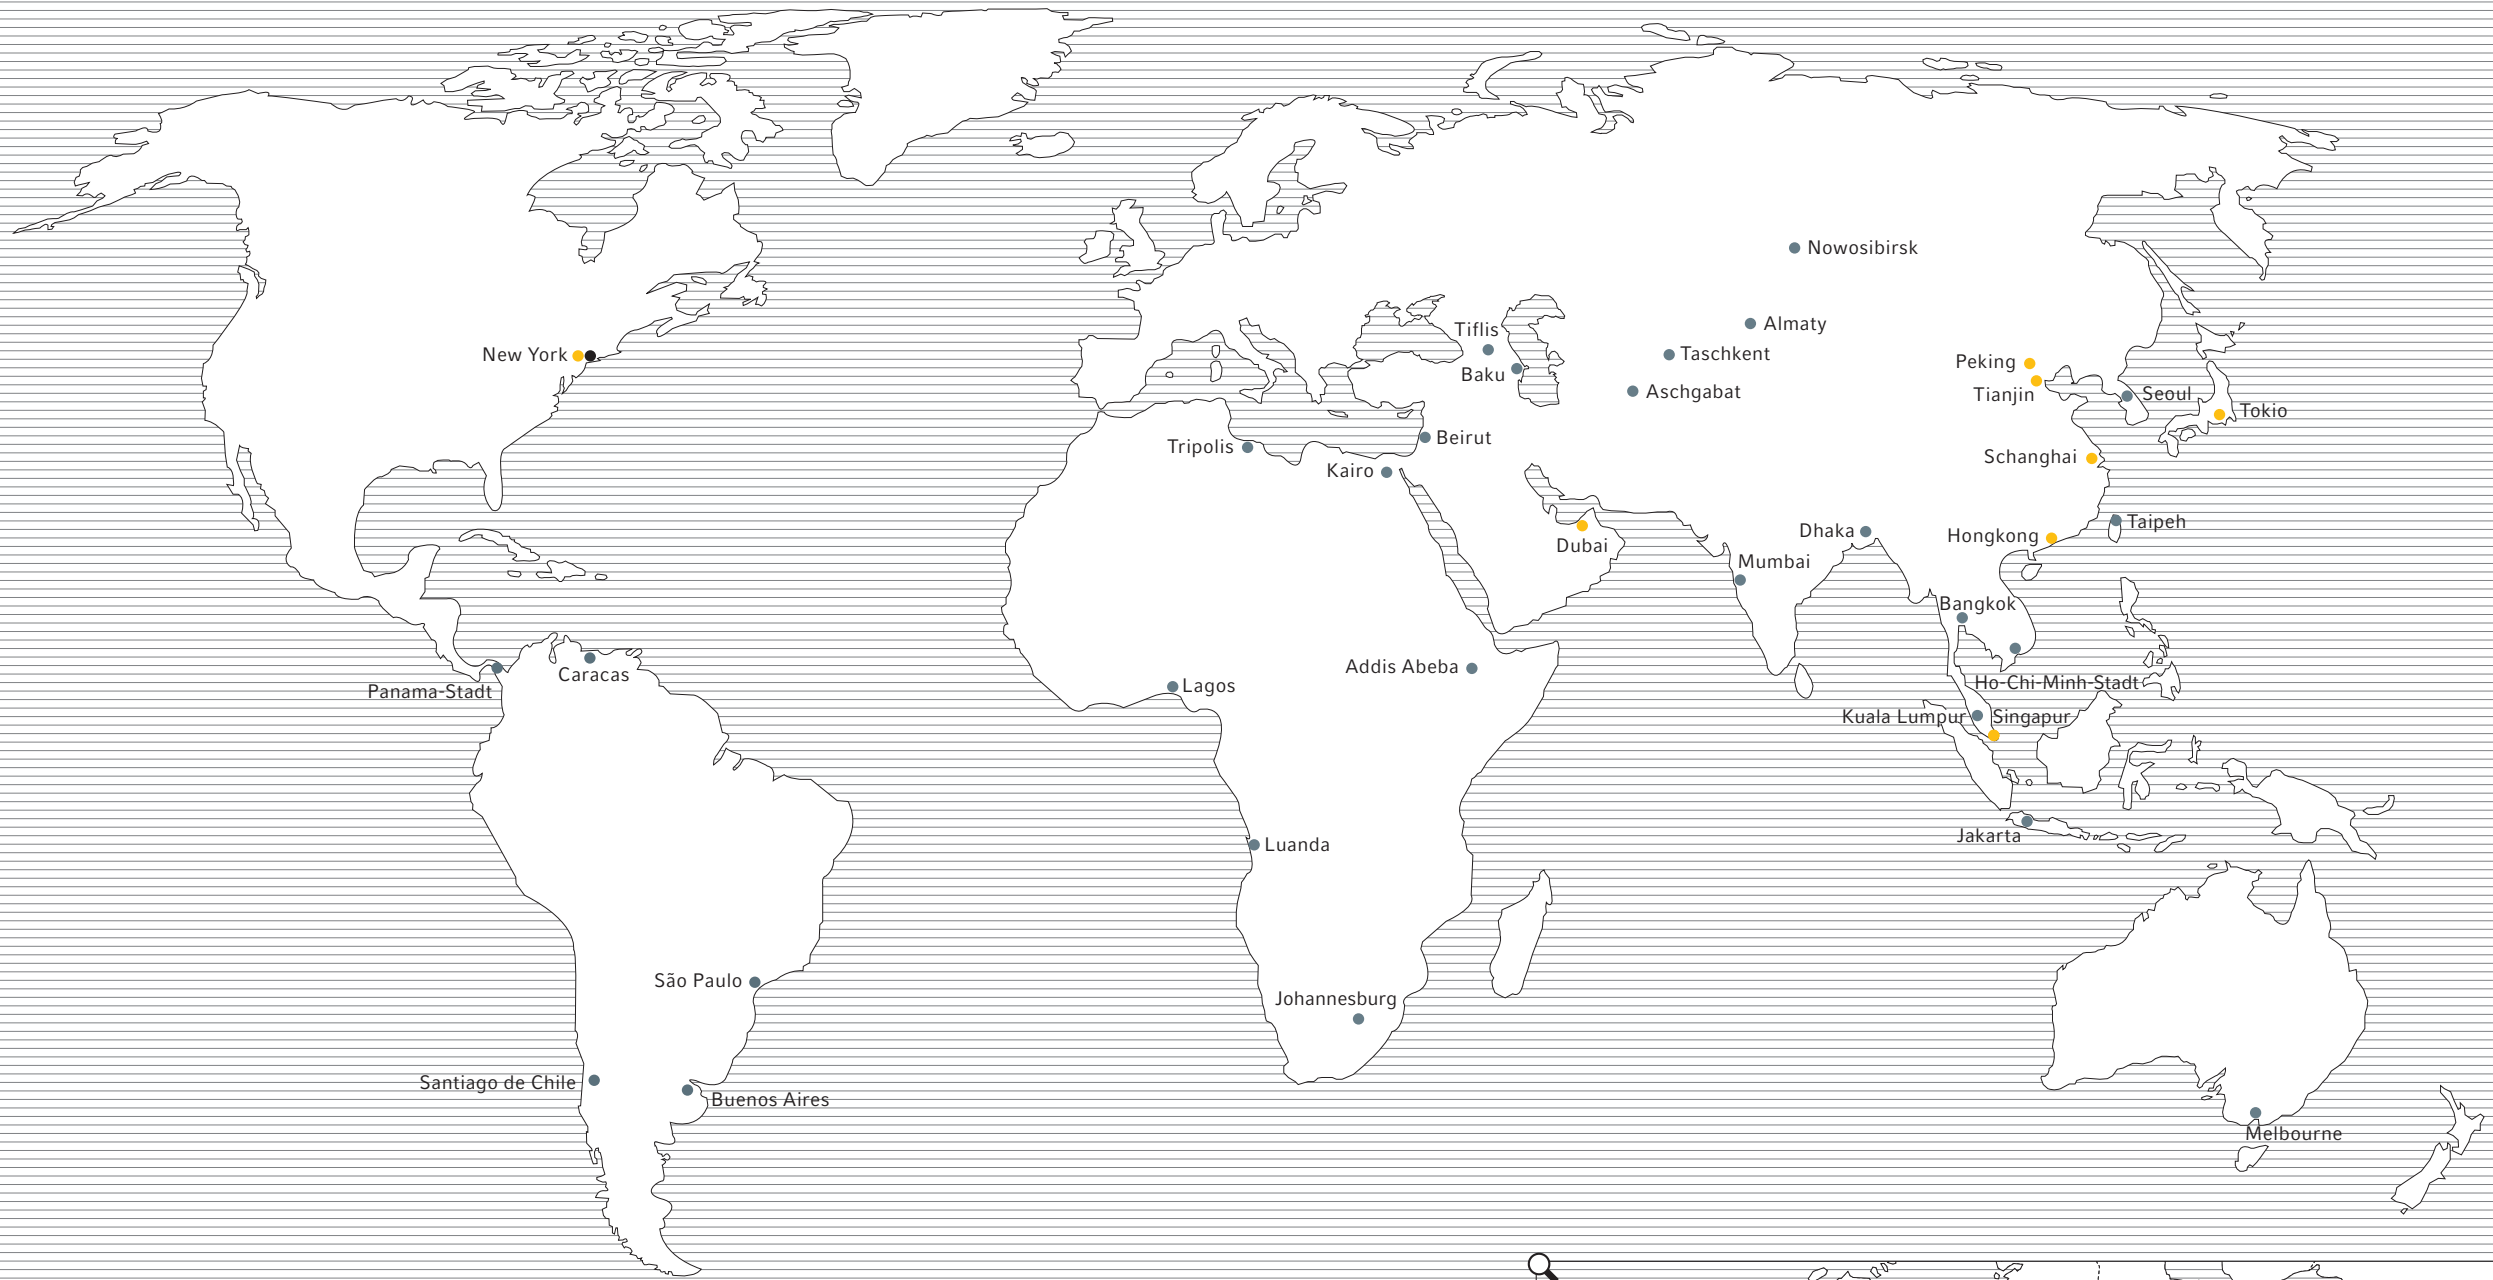 Nowosibirsk
Almaty
Tiflis
New York
Taschkent
Peking
Baku
Aschgabat
Tianjin
Seoul
Tokio
Tripolis
Beirut
Schanghai
Kairo
Taipeh
Dhaka
Hongkong
Dubai
Mumbai
Bangkok
Addis Abeba
Caracas
Ho-Chi-Minh-Stadt
Lagos
Panama-Stadt
Kuala Lumpur
Singapur
Jakarta
Luanda
São Paulo
Johannesburg
Santiago de Chile
Buenos Aires
Melbourne